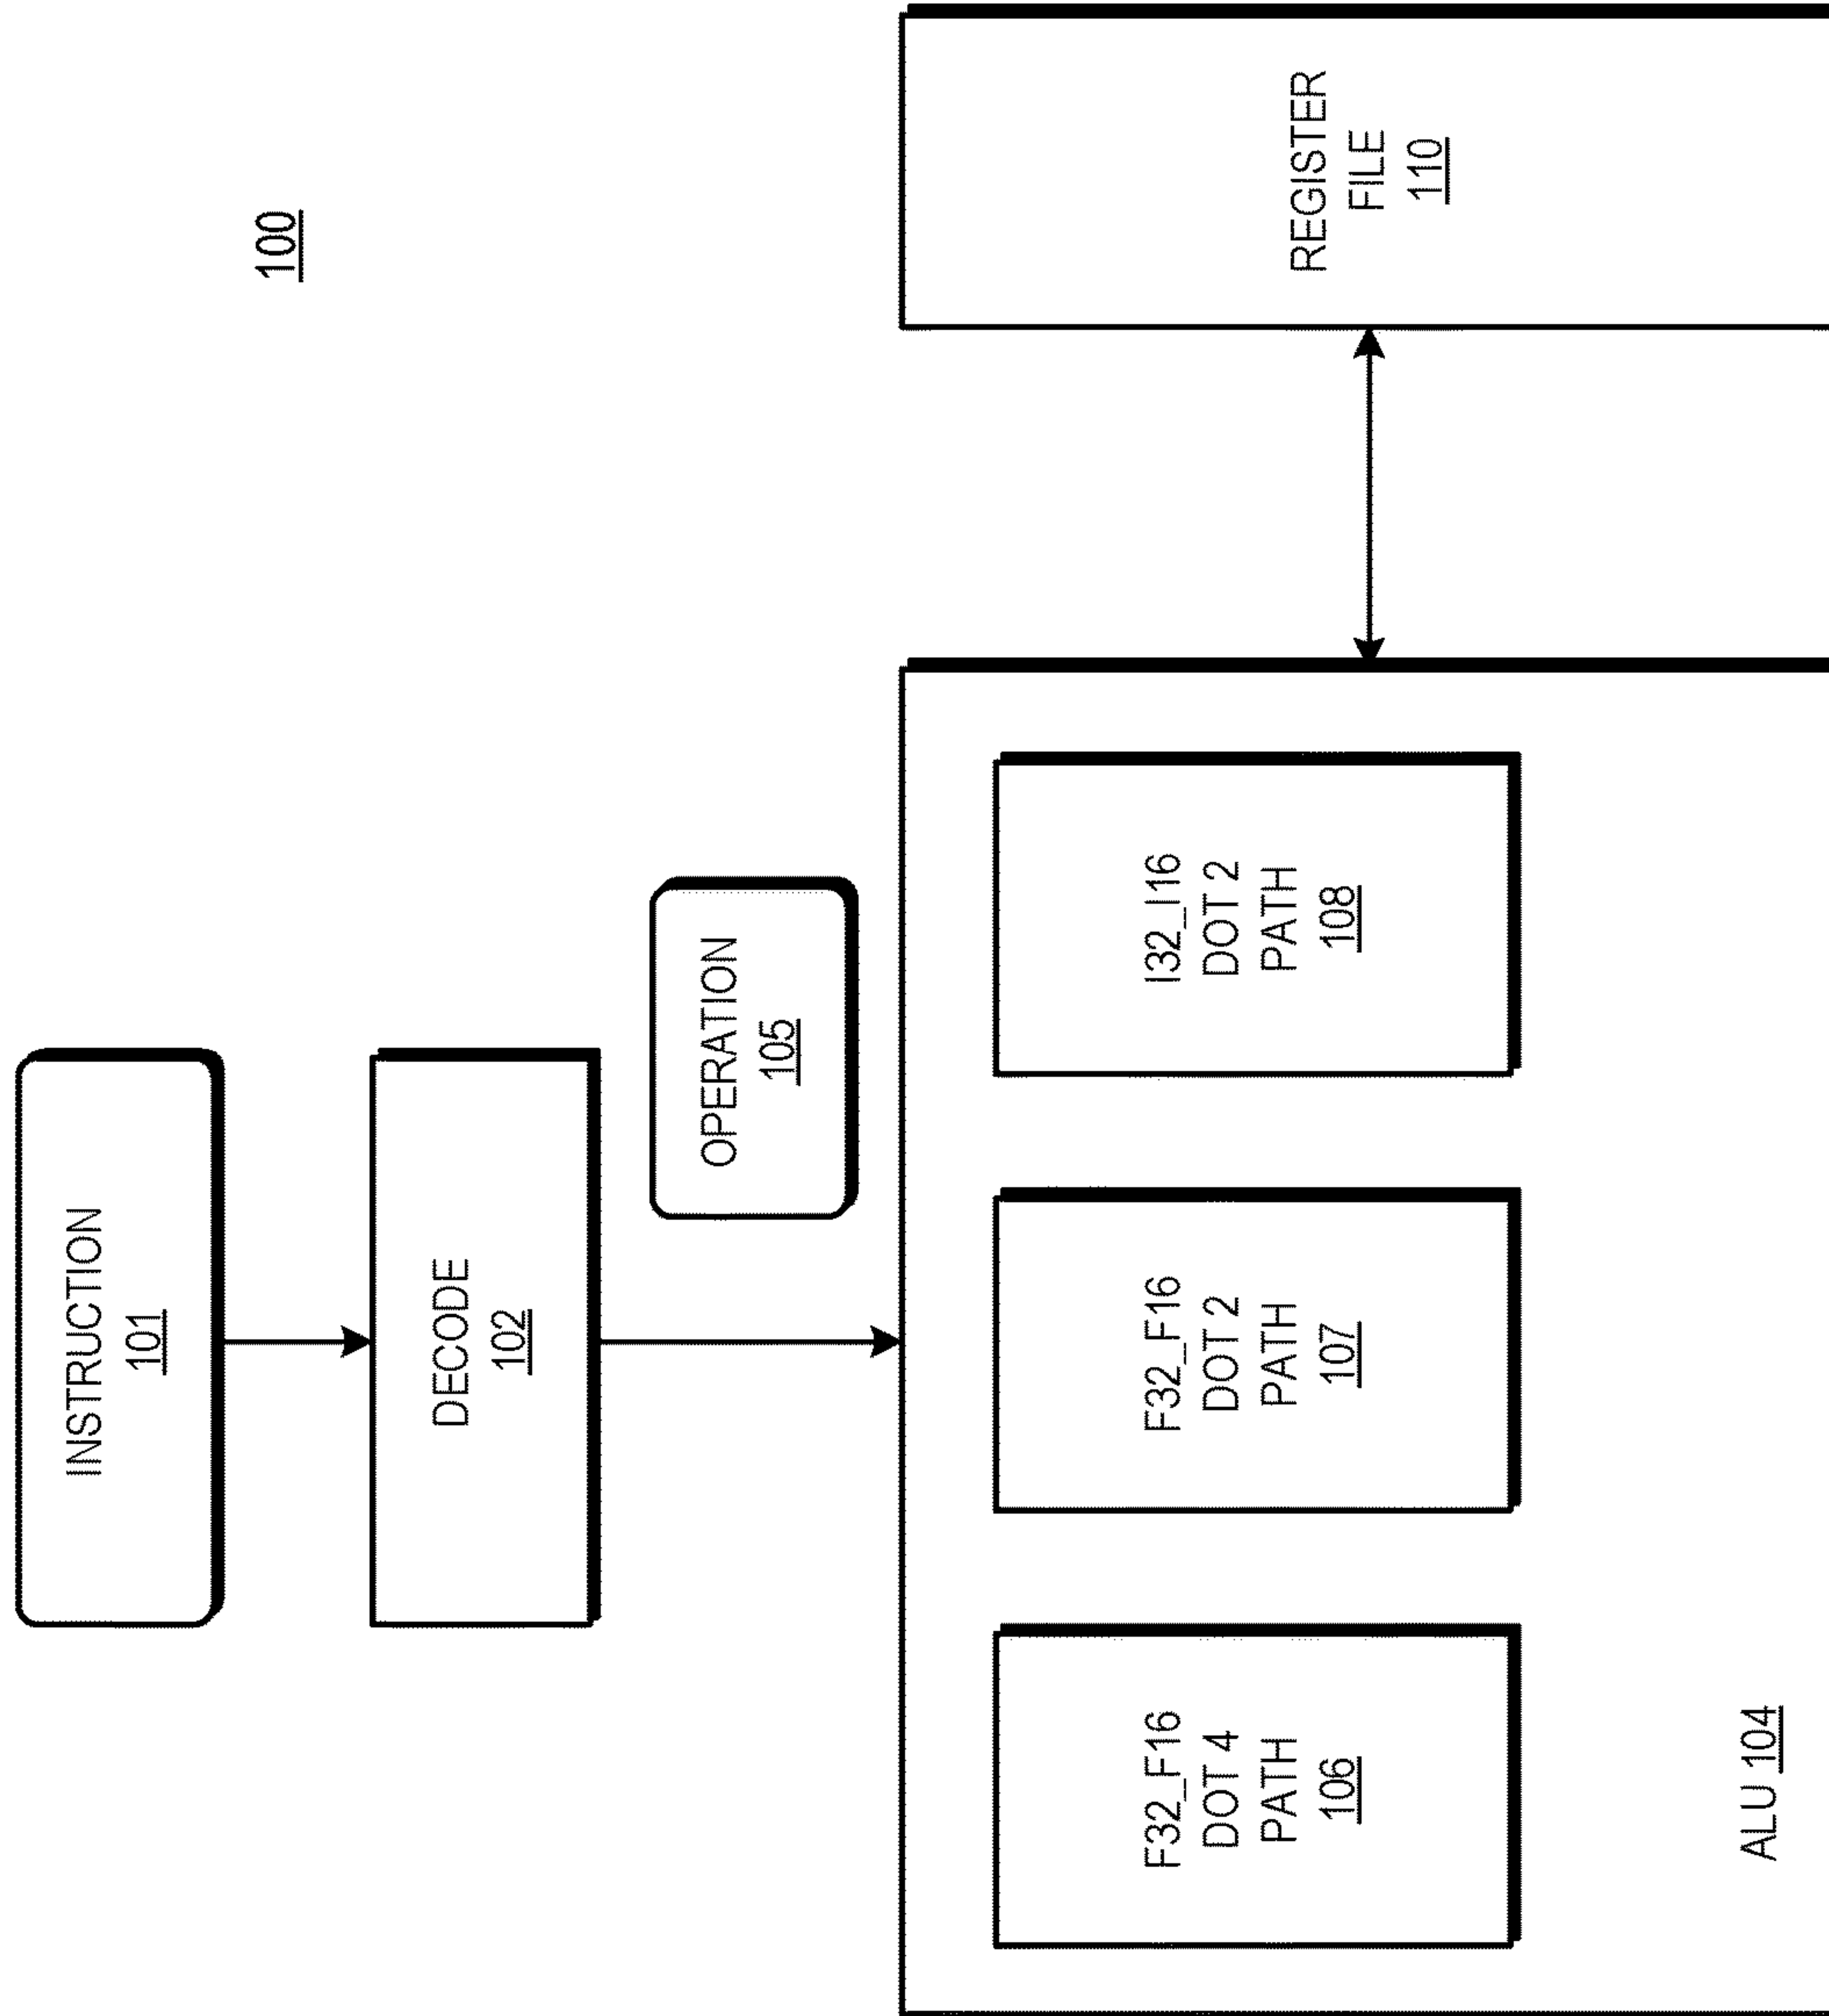 100
INSTRUCTION
101
DECODE
102
OPERATION
105
F32_F16
DOT 4
PATH
106
F32_F16
DOT 2
PATH
107
I32_I16
DOT 2
PATH
108
ALU 104
REGISTER
FILE
110